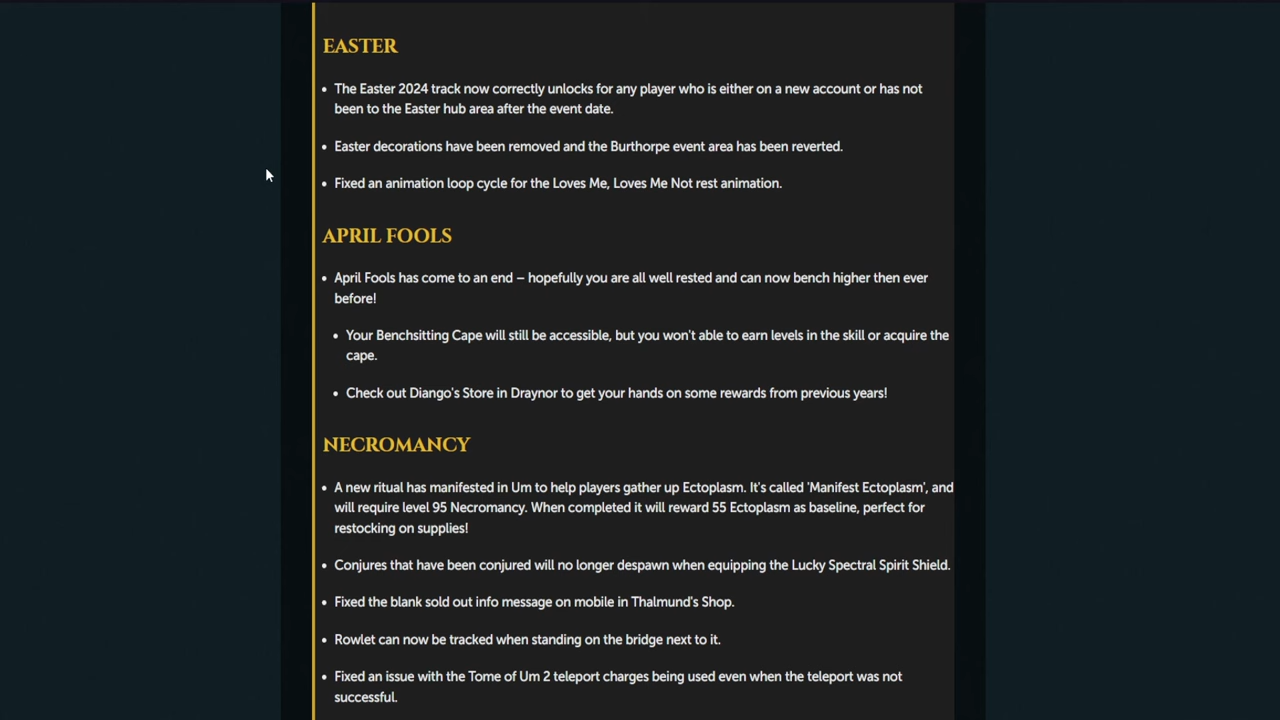 EASTER
• The Easter 2024 track now correctly unlocks for any player who is either on a new account or has not
been to the Easter hub area after the event date.
• Easter decorations have been removed and the Burthorpe event area has been reverted.
• Fixed an animation loop cycle for the Loves Me, Loves Me Not rest animation.
APRIL FOOLS
• April Fools has come to an end – hopefully you are all well rested and can now bench higher then ever
before!
• Your Benchsitting Cape will still be accessible, but you won't able to earn levels in the skill or acquire the
cape.
• Check out Diango's Store in Draynor to get your hands on some rewards from previous years!
NECROMANCY
• A new ritual has manifested in Um to help players gather up Ectoplasm. It's called 'Manifest Ectoplasm', and
will require level 95 Necromancy. When completed it will reward 55 Ectoplasm as baseline, perfect for
restocking on supplies!
• Conjures that have been conjured will no longer despawn when equipping the Lucky Spectral Spirit Shield.
• Fixed the blank sold out info message on mobile in Thalmund's Shop.
• Rowlet can now be tracked when standing on the bridge next to it.
• Fixed an issue with the Tome of Um 2 teleport charges being used even when the teleport was not
successful.